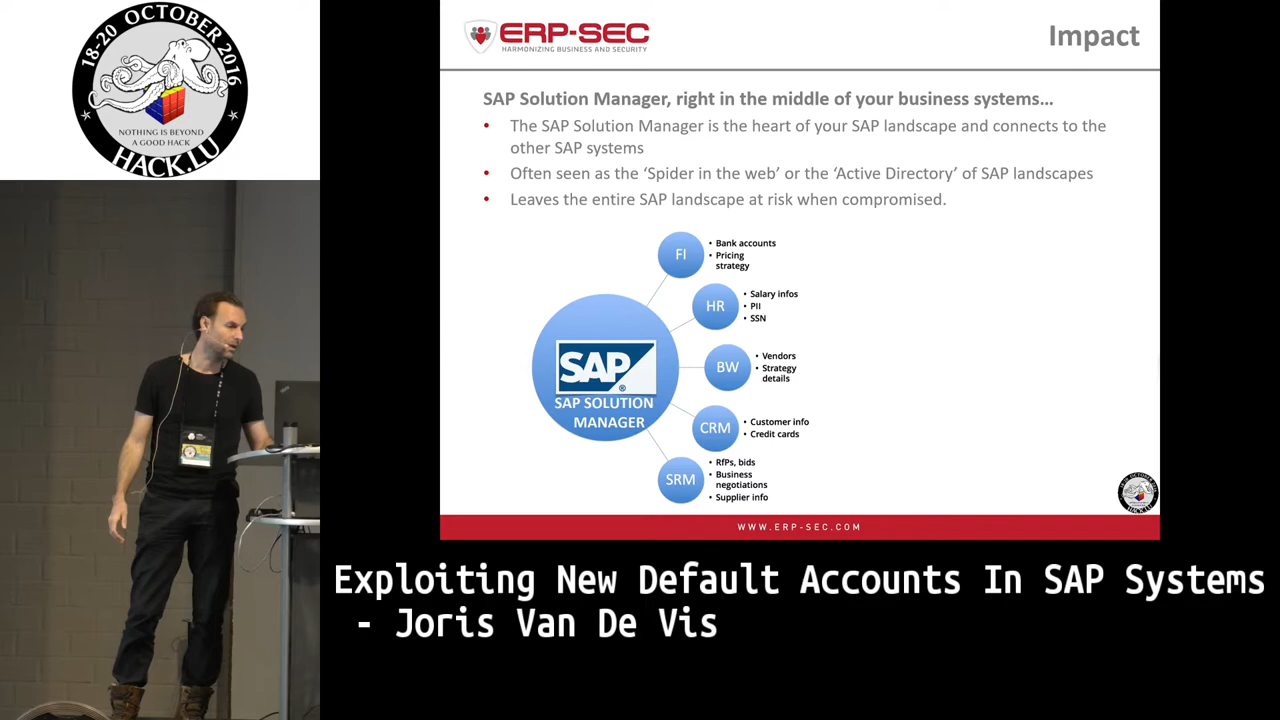 18-20 OCTOBER 2016
NOTHING IS BEYOND
A GOOD HACK
HACK.LU
ERP-SEC
HARMONIZING BUSINESS AND SECURITY
Impact
SAP Solution Manager, right in the middle of your business systems…
• The SAP Solution Manager is the heart of your SAP landscape and connects to the
other SAP systems
• Often seen as the ‘Spider in the web’ or the ‘Active Directory’ of SAP landscapes
• Leaves the entire SAP landscape at risk when compromised.
SAP
®
SAP SOLUTION
MANAGER
FI
• Bank accounts
• Pricing
strategy
HR
• Salary infos
• PII
• SSN
BW
• Vendors
• Strategy
details
CRM
• Customer info
• Credit cards
SRM
• RfPs, bids
• Business
negotiations
• Supplier info
WWW.ERP-SEC.COM
Exploiting New Default Accounts In SAP Systems
- Joris Van De Vis